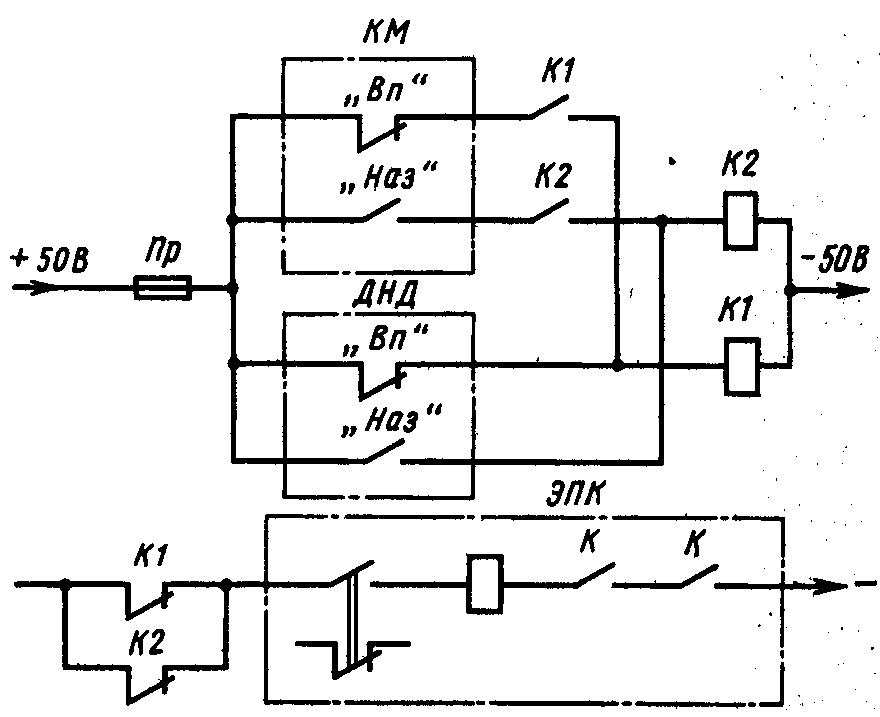 КМ
„Вп“
К1
„Наз“
К2
К2
+ 50В
Пр
- 50В
ДНД
К1
„Вп“
„Наз“
ЭПК
К1
К
К
К2